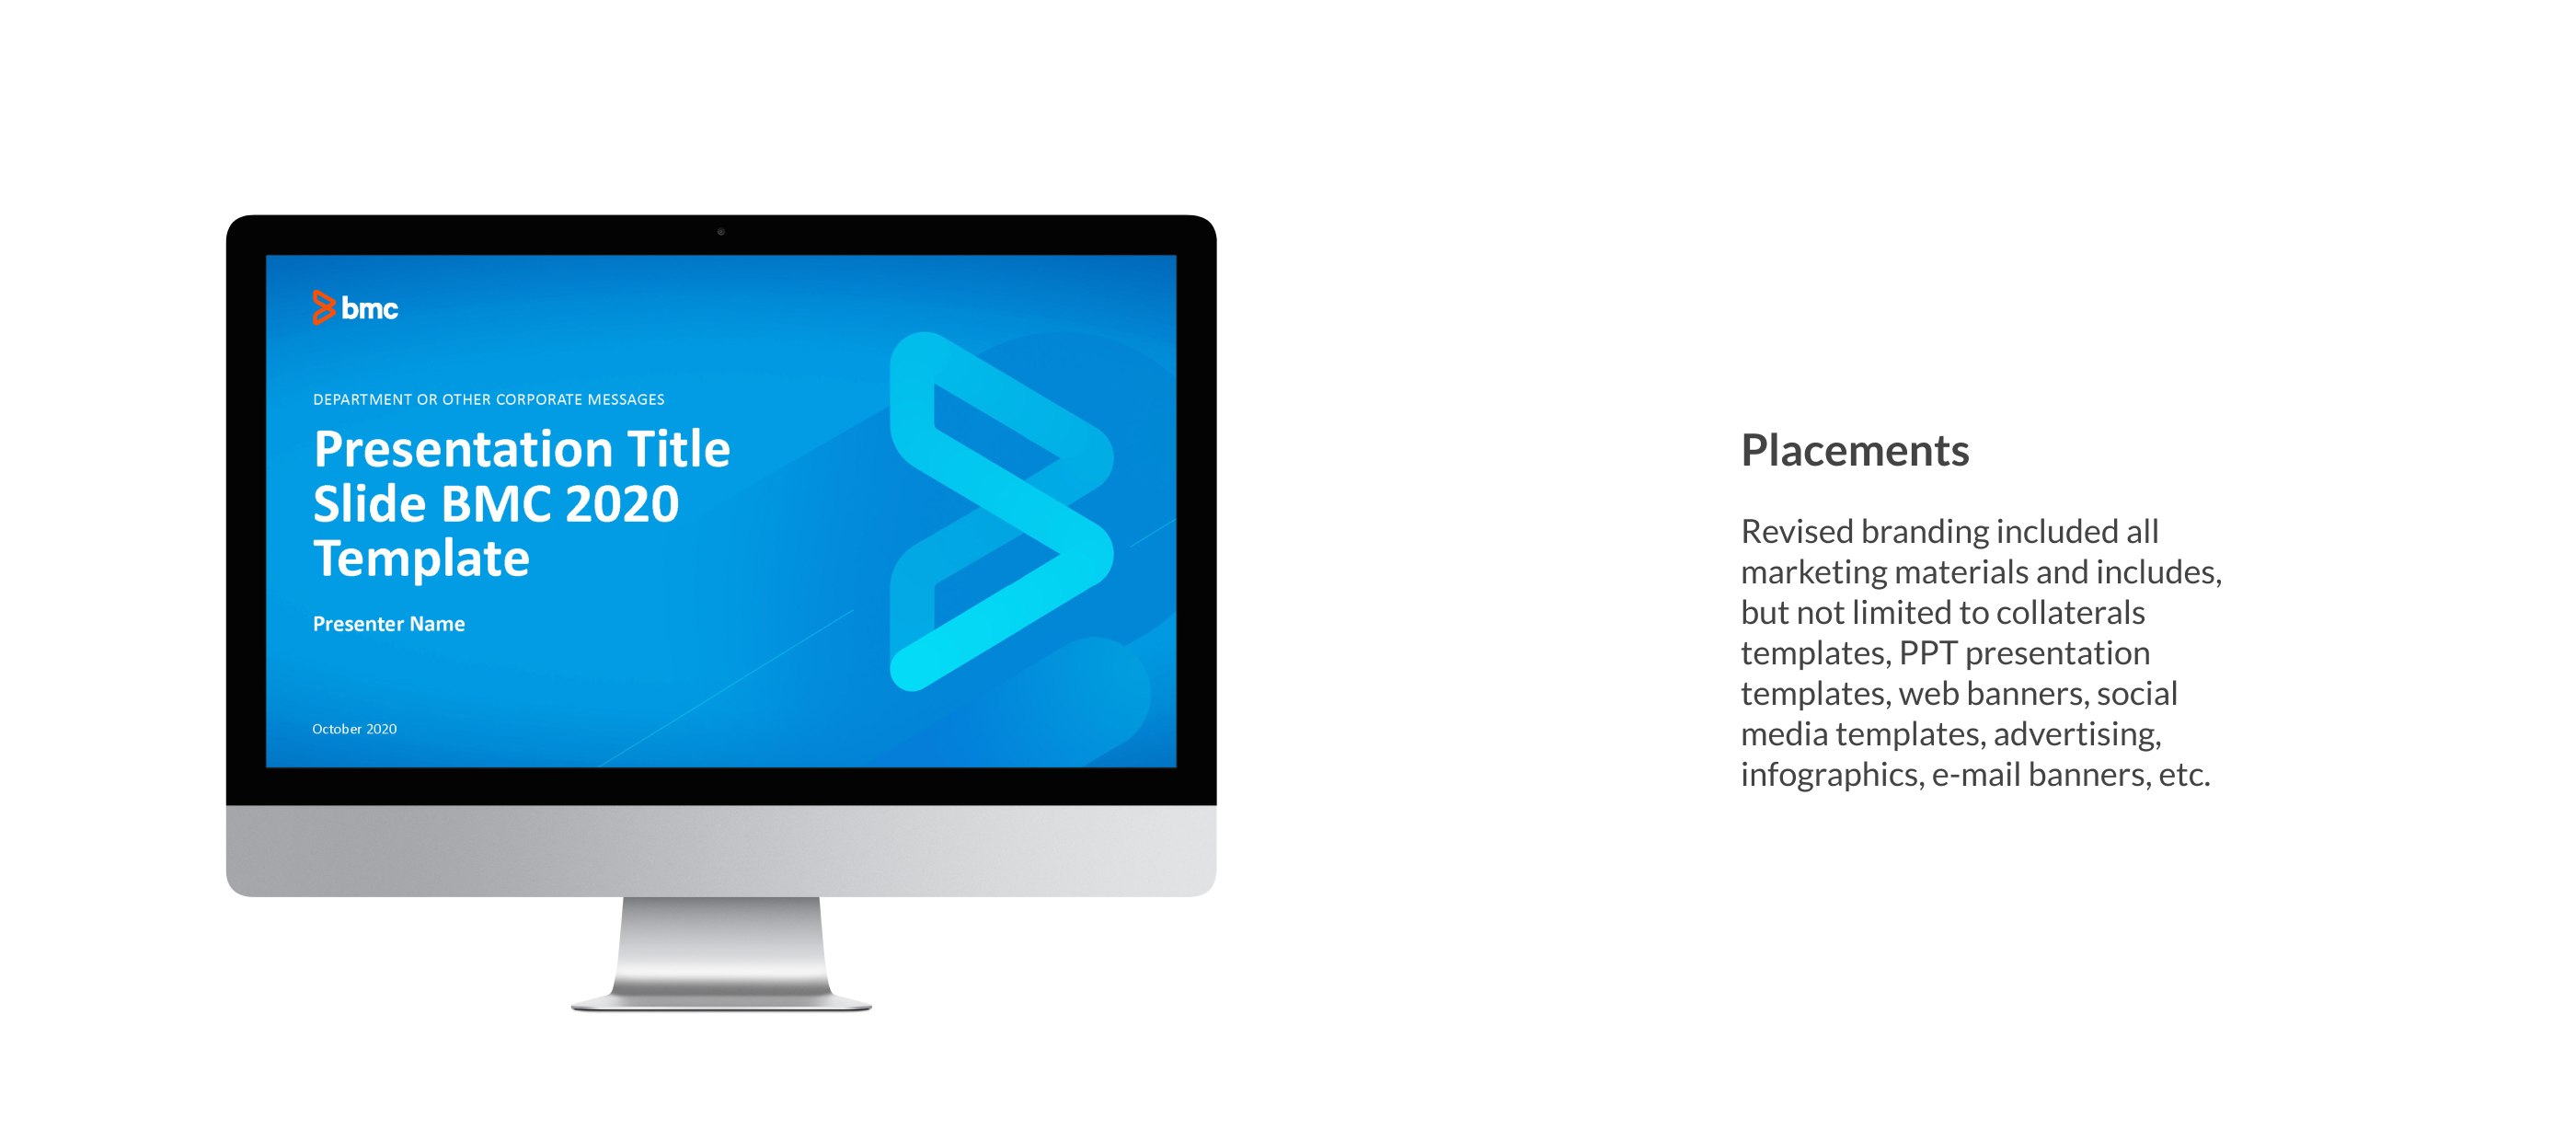 bmc
DEPARTMENT OR OTHER CORPORATE MESSAGES
Presentation Title
Slide BMC 2020
Template
Presenter Name
October 2020
Placements
Revised branding included all
marketing materials and includes,
but not limited to collaterals
templates, PPT presentation
templates, web banners, social
media templates, advertising,
infographics, e-mail banners, etc.